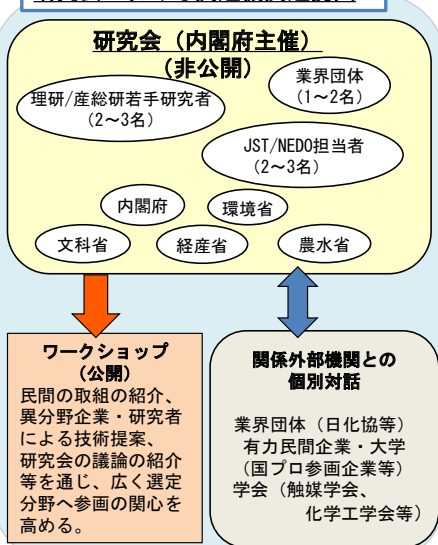 研究会（内閣府主催）
（非公開）
理研/産総研若手研究者
（2～3名）
業界団体
（1～2名）
JST/NEDO担当者
（2～3名）
内閣府
環境省
文科省
経産省
農水省
ワークショップ
（公開）
民間の取組の紹介、
異分野企業・研究者
による技術提案、
研究会の議論の紹介
等を通じ、広く選定
分野へ参画の関心を
高める。
関係外部機関との
個別対話
業界団体（日化協等）
有力民間企業・大学
（国プロ参画企業等）
学会（触媒学会、
化学工学会等）